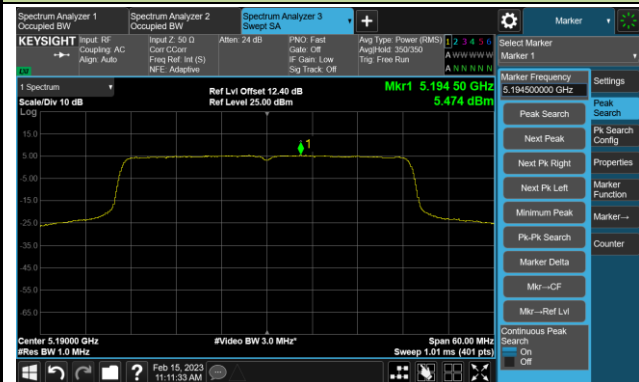 Spectrum Analyzer 1
Occupied BW
Spectrum Analyzer 2
Occupied BW
Spectrum Analyzer 3
Swept SA
Marker
KEYSIGHT
Input: RF
Coupling: AC
Align: Auto
Input Z: 50 Ω
Corr CCorr
Freq Ref: Int (S)
NFE: Adaptive
Atten: 24 dB
PNO: Fast
Gate: Off
IF Gain: Low
Sig Track: Off
Avg Type: Power (RMS)
Avg|Hold: 350/350
Trig: Free Run
1 2 3 4 5 6
A W W W W W
A N N N N N
Select Marker
Marker 1
1 Spectrum
Scale/Div 10 dB
Log
Ref Lvl Offset 12.40 dB
Ref Level 25.00 dBm
Mkr1 5.194 50 GHz
5.474 dBm
Marker Frequency
5.194500000 GHz
Peak Search
Next Peak
Next Pk Right
Next Pk Left
Minimum Peak
Pk-Pk Search
Marker Delta
Mkr→CF
Mkr→Ref Lvl
Continuous Peak
Search
On
Off
Settings
Peak
Search
Pk Search
Config
Properties
Marker
Function
Marker→
Counter
15.0
5.00
-5.00
-15.0
-25.0
-35.0
-45.0
-55.0
-65.0
1
Center 5.19000 GHz
#Res BW 1.0 MHz
#Video BW 3.0 MHz*
Span 60.00 MHz
Sweep 1.01 ms (401 pts)
Feb 15, 2023
11:11:33 AM